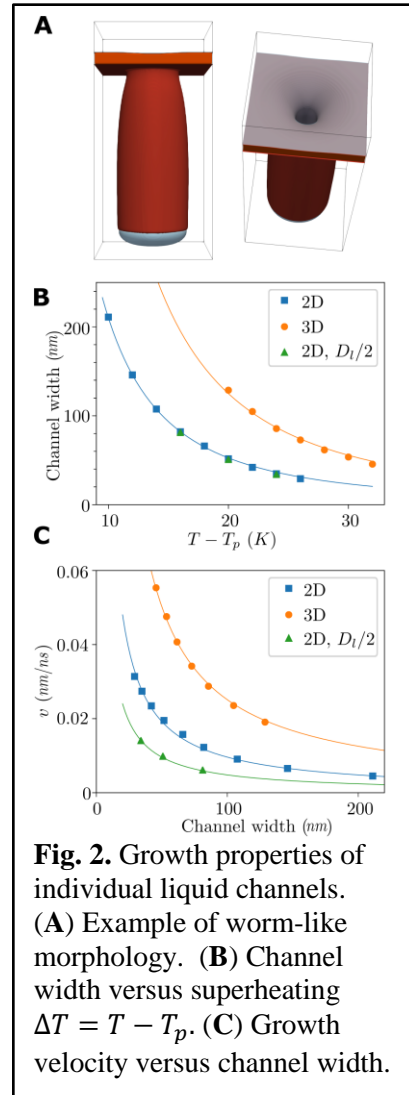 A
B
2D
3D
2D, D_l/2
Channel width (nm)
200
100
0
10
20
30
T − T_p (K)
C
0.06
2D
3D
2D, D_l/2
0.04
v (nm/ns)
0.02
0
0
100
200
Channel width (nm)
Fig. 2. Growth properties of
individual liquid channels.
(A) Example of worm-like
morphology. (B) Channel
width versus superheating
ΔT = T − T_p. (C) Growth
velocity versus channel width.